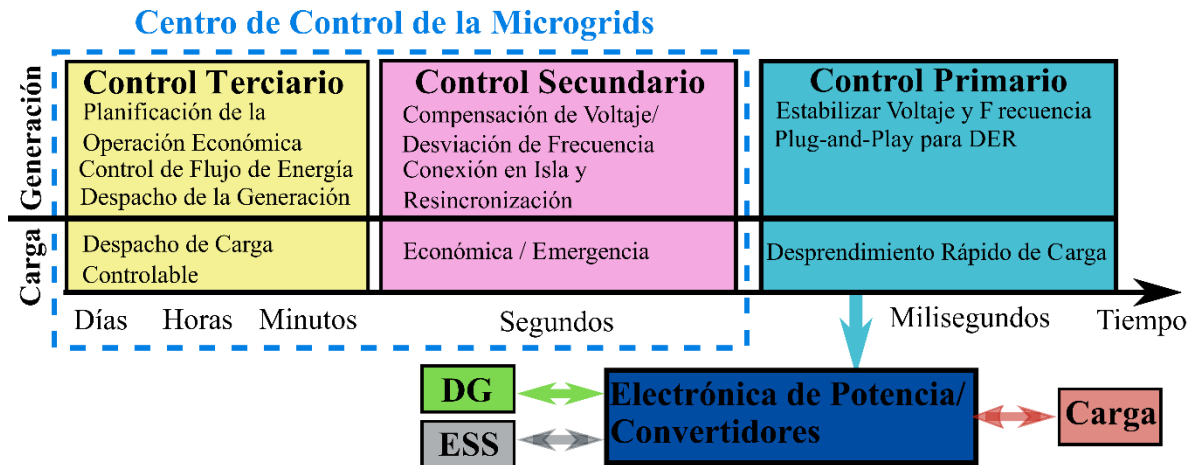 Centro de Control de la Microgrids
Generación
Control Terciario
Planificación de la
Operación Económica
Control de Flujo de Energía
Despacho de la Generación
Control Secundario
Compensación de Voltaje/
Desviación de Frecuencia
Conexión en Isla y
Resincronización
Control Primario
Estabilizar Voltaje y F recuencia
Plug-and-Play para DER
Carga
Despacho de Carga
Controlable
Económica / Emergencia
Desprendimiento Rápido de Carga
Días Horas Minutos
Segundos
Milisegundos
Tiempo
DG
ESS
Electrónica de Potencia/
Convertidores
Carga